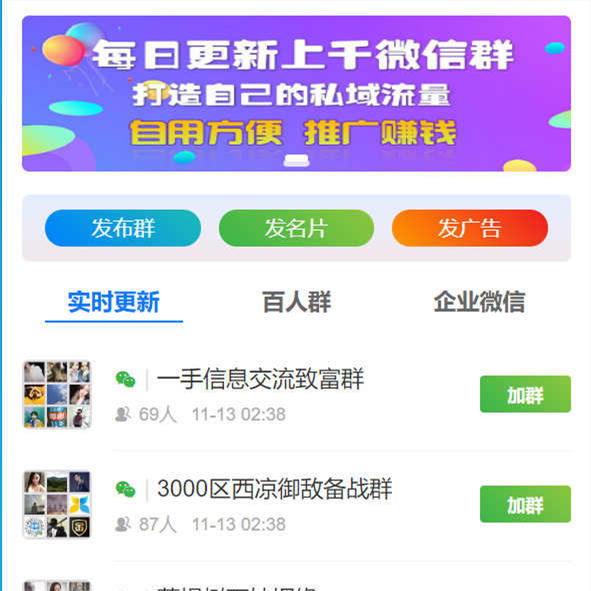 每日更新上千微信群
打造自己的私域流量
自用方便 推广赚钱
发布群 发名片 发广告
实时更新 百人群 企业微信
一手信息交流致富群
加群
69人 11-13 02:38
3000区西凉御敌备战群
加群
87人 11-13 02:38